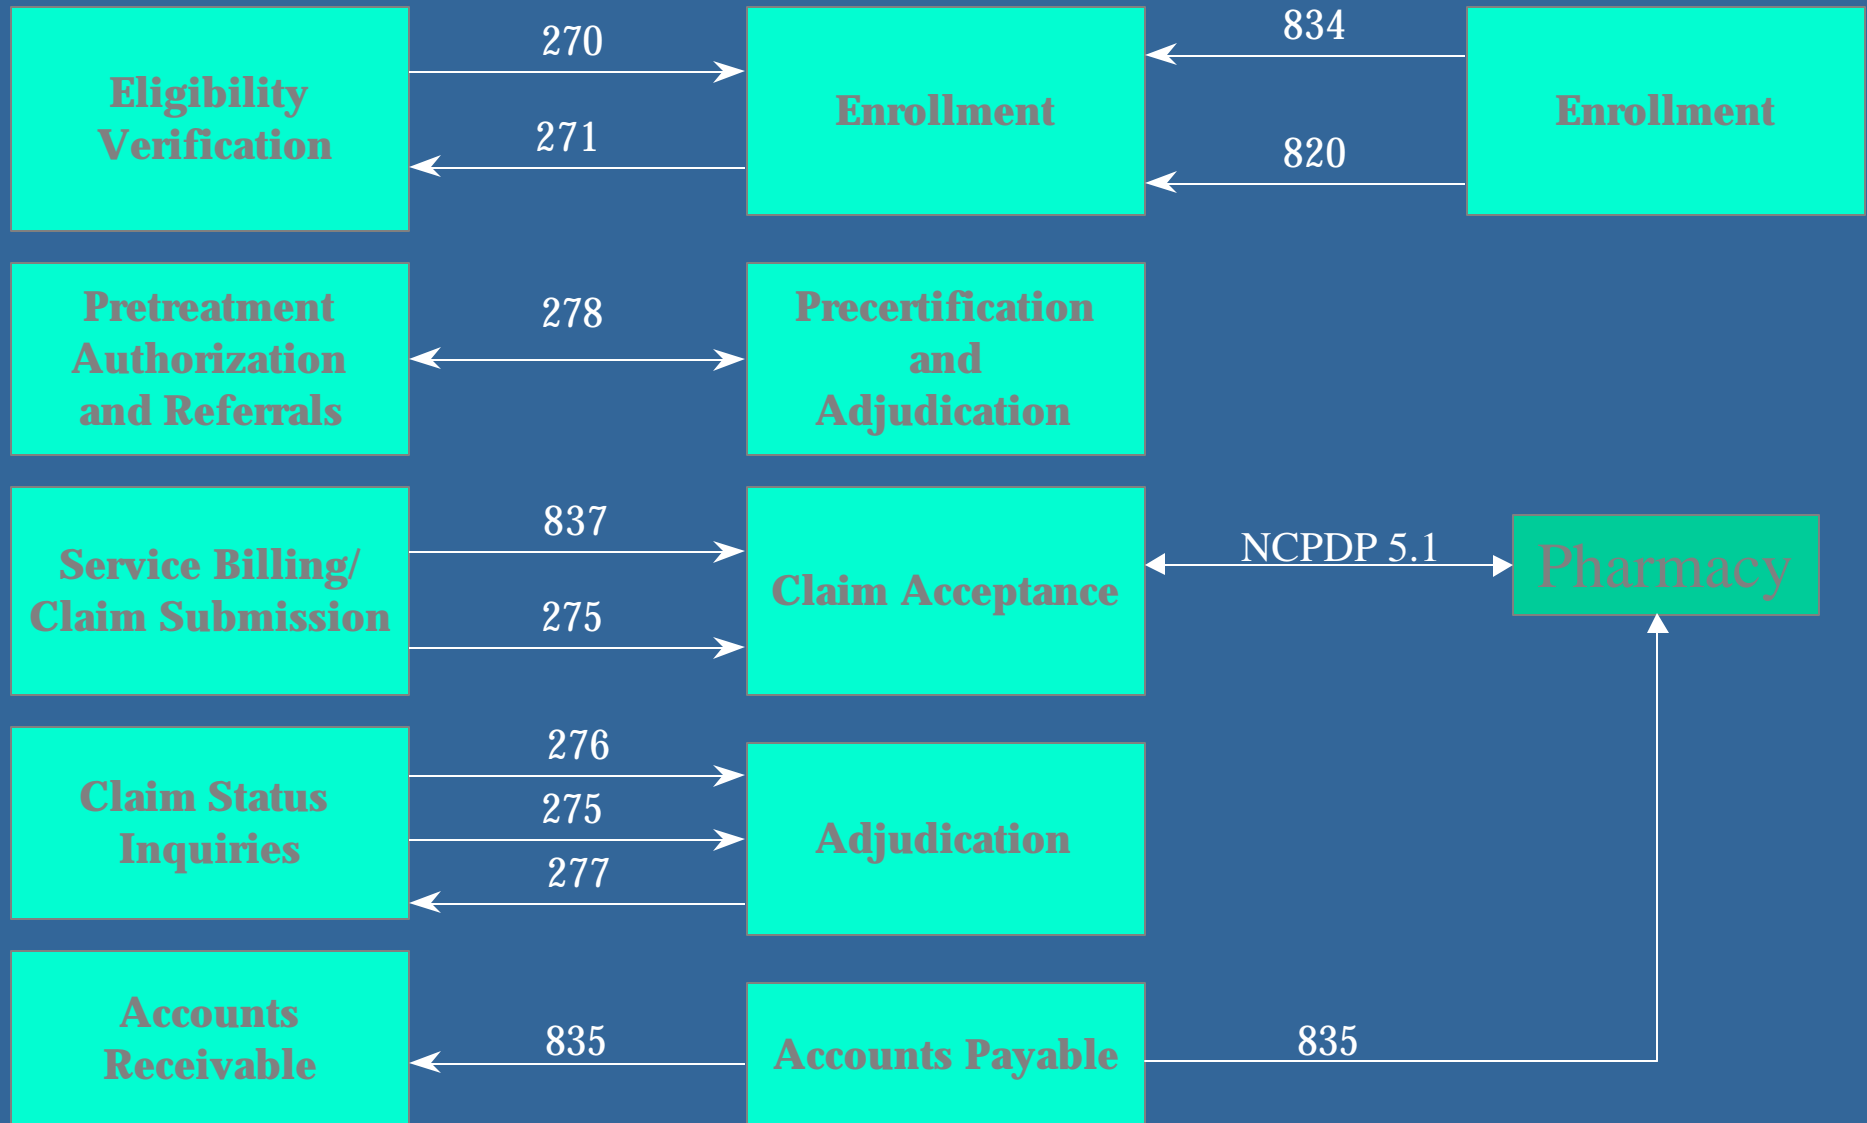 270
834
Eligibility
Verification
Enrollment
Enrollment
271
820
Pretreatment
Authorization
and Referrals
278
Precertification
and
Adjudication
837
Service Billing/
Claim Submission
275
Claim Acceptance
NCPDP 5.1
Pharmacy
276
Claim Status
Inquiries
275
277
Adjudication
Accounts
Receivable
835
Accounts Payable
835